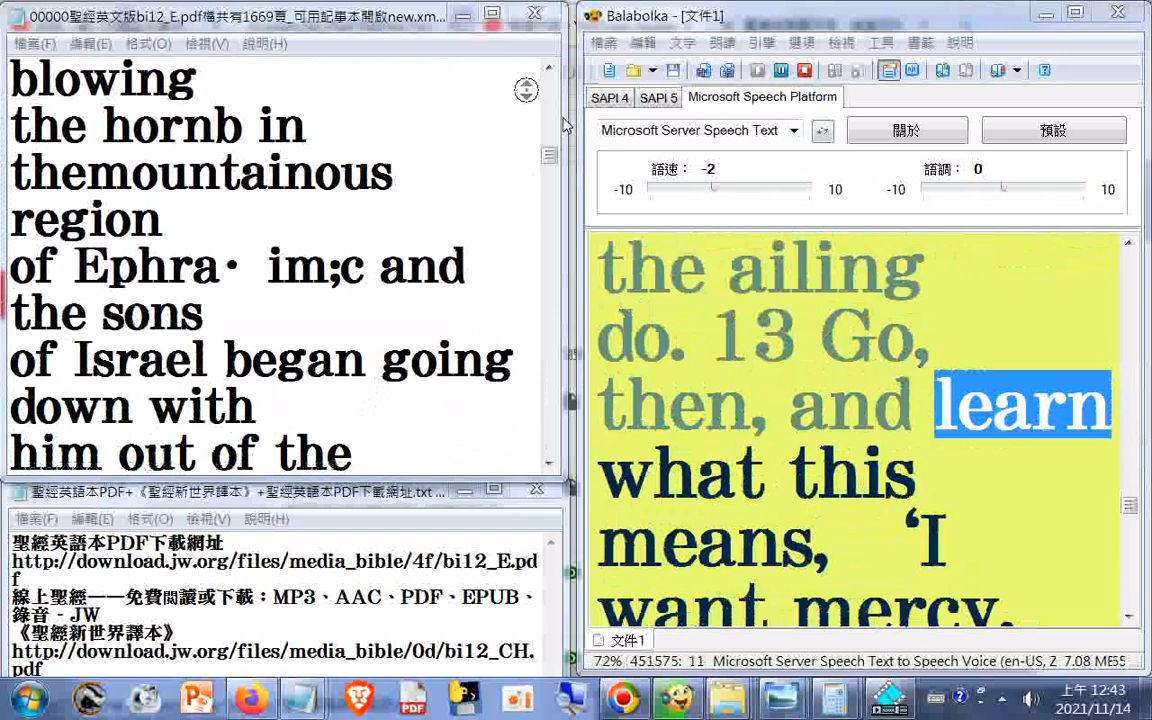 00000聖經英文版bi12_E.pdf檔共有1669頁_可用記事本開啟new.xm...
檔案(F) 編輯(E) 格式(O) 檢視(V) 說明(H)
blowing
the hornb in
themountainous
region
of Ephra· im;c and
the sons
of Israel began going
down with
him out of the
聖經英語本PDF+《聖經新世界譯本》+聖經英語本PDF下載網址.txt ...
檔案(F) 編輯(E) 格式(O) 檢視(V) 說明(H)
聖經英語本PDF下載網址
http://download.jw.org/files/media_bible/4f/bi12_E.pd
f
線上聖經——免費閱讀或下載：MP3、AAC、PDF、EPUB、
錄音 - JW
《聖經新世界譯本》
http://download.jw.org/files/media_bible/0d/bi12_CH.
pdf
Balabolka - [文件1]
檔案 編輯 文字 朗讀 引擎 選項 檢視 工具 書籤 說明
SAPI 4 SAPI 5 Microsoft Speech Platform
Microsoft Server Speech Text 關於 預設
語速： -2 語調： 0
-10 10 -10 10
the ailing
do. 13 Go,
then, and learn
what this
means, ‘I
want mercy,
文件1
72% 451575: 11 Microsoft Server Speech Text to Speech Voice (en-US, Z 7.08 ME55
上午 12:43
2021/11/14